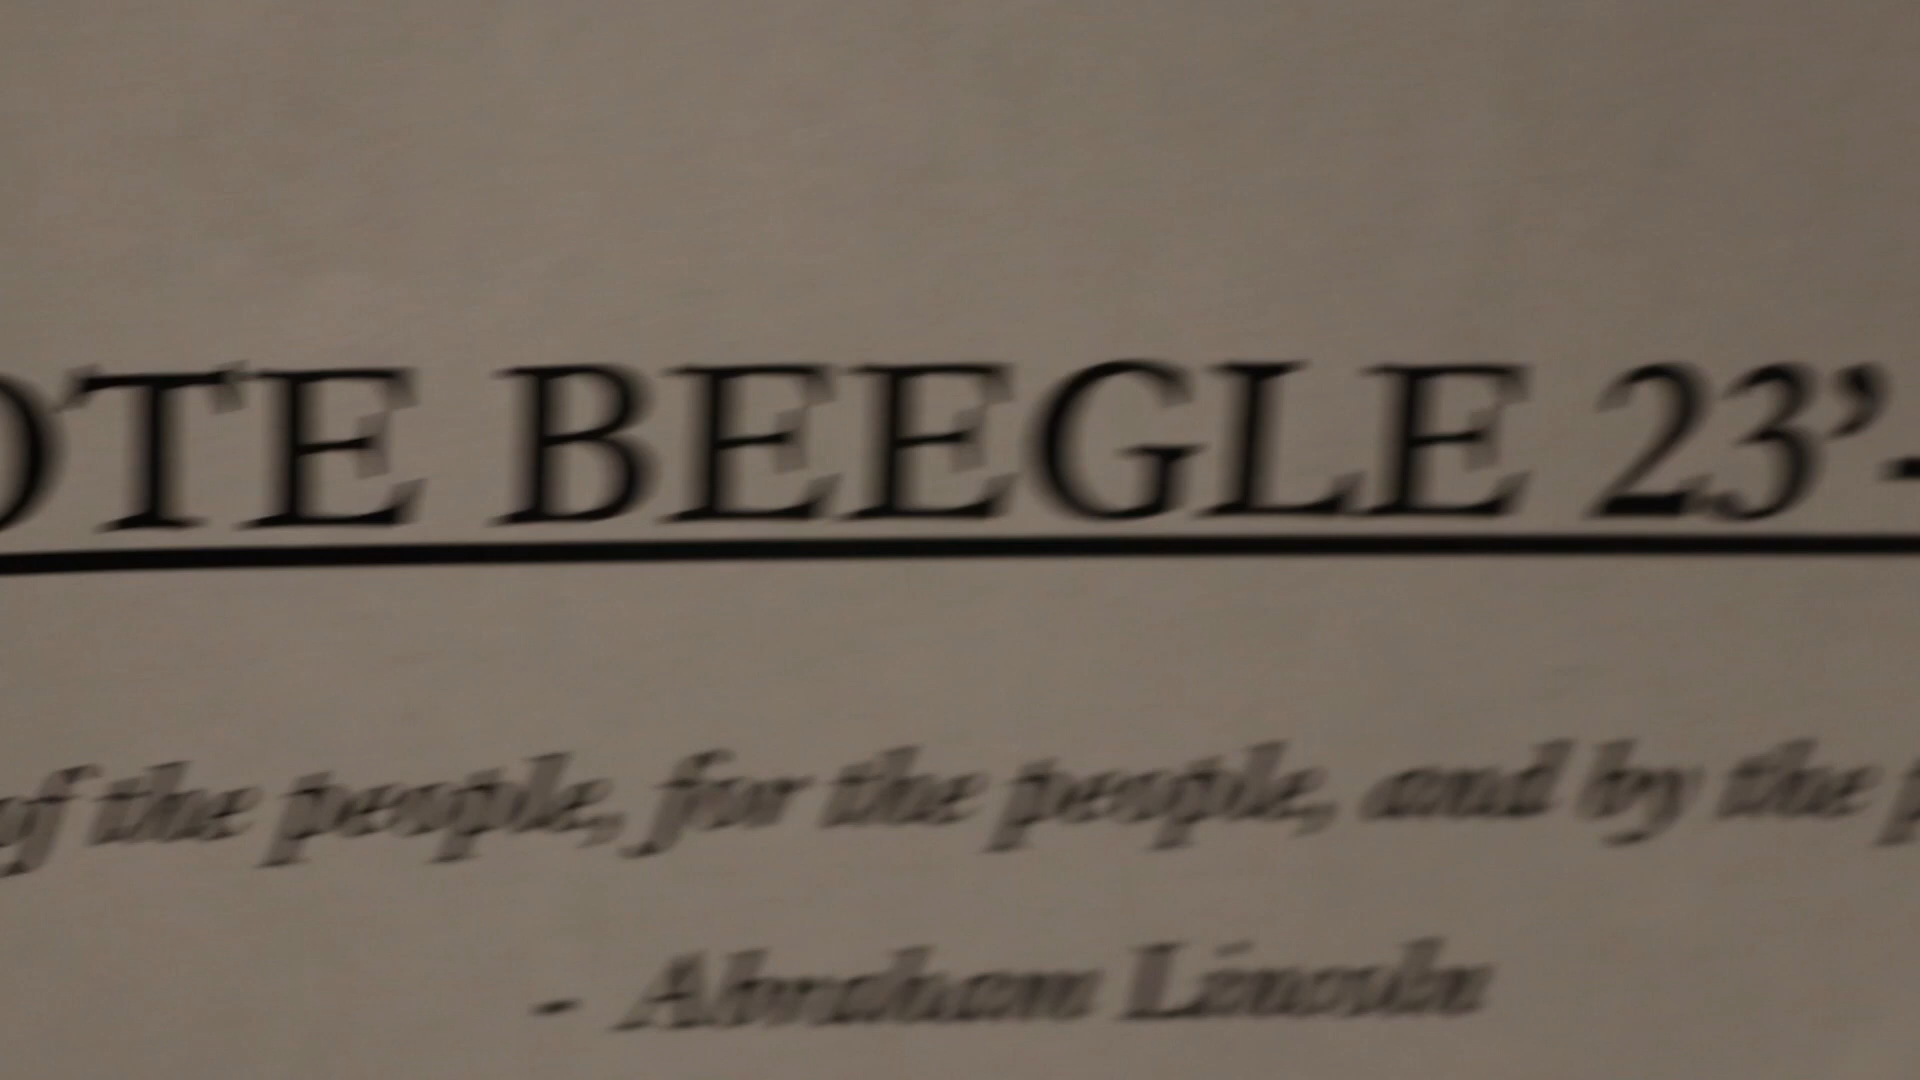 OTE BEEGLE 23’-
of the people, for the people, and by the p
- Abraham Lincoln